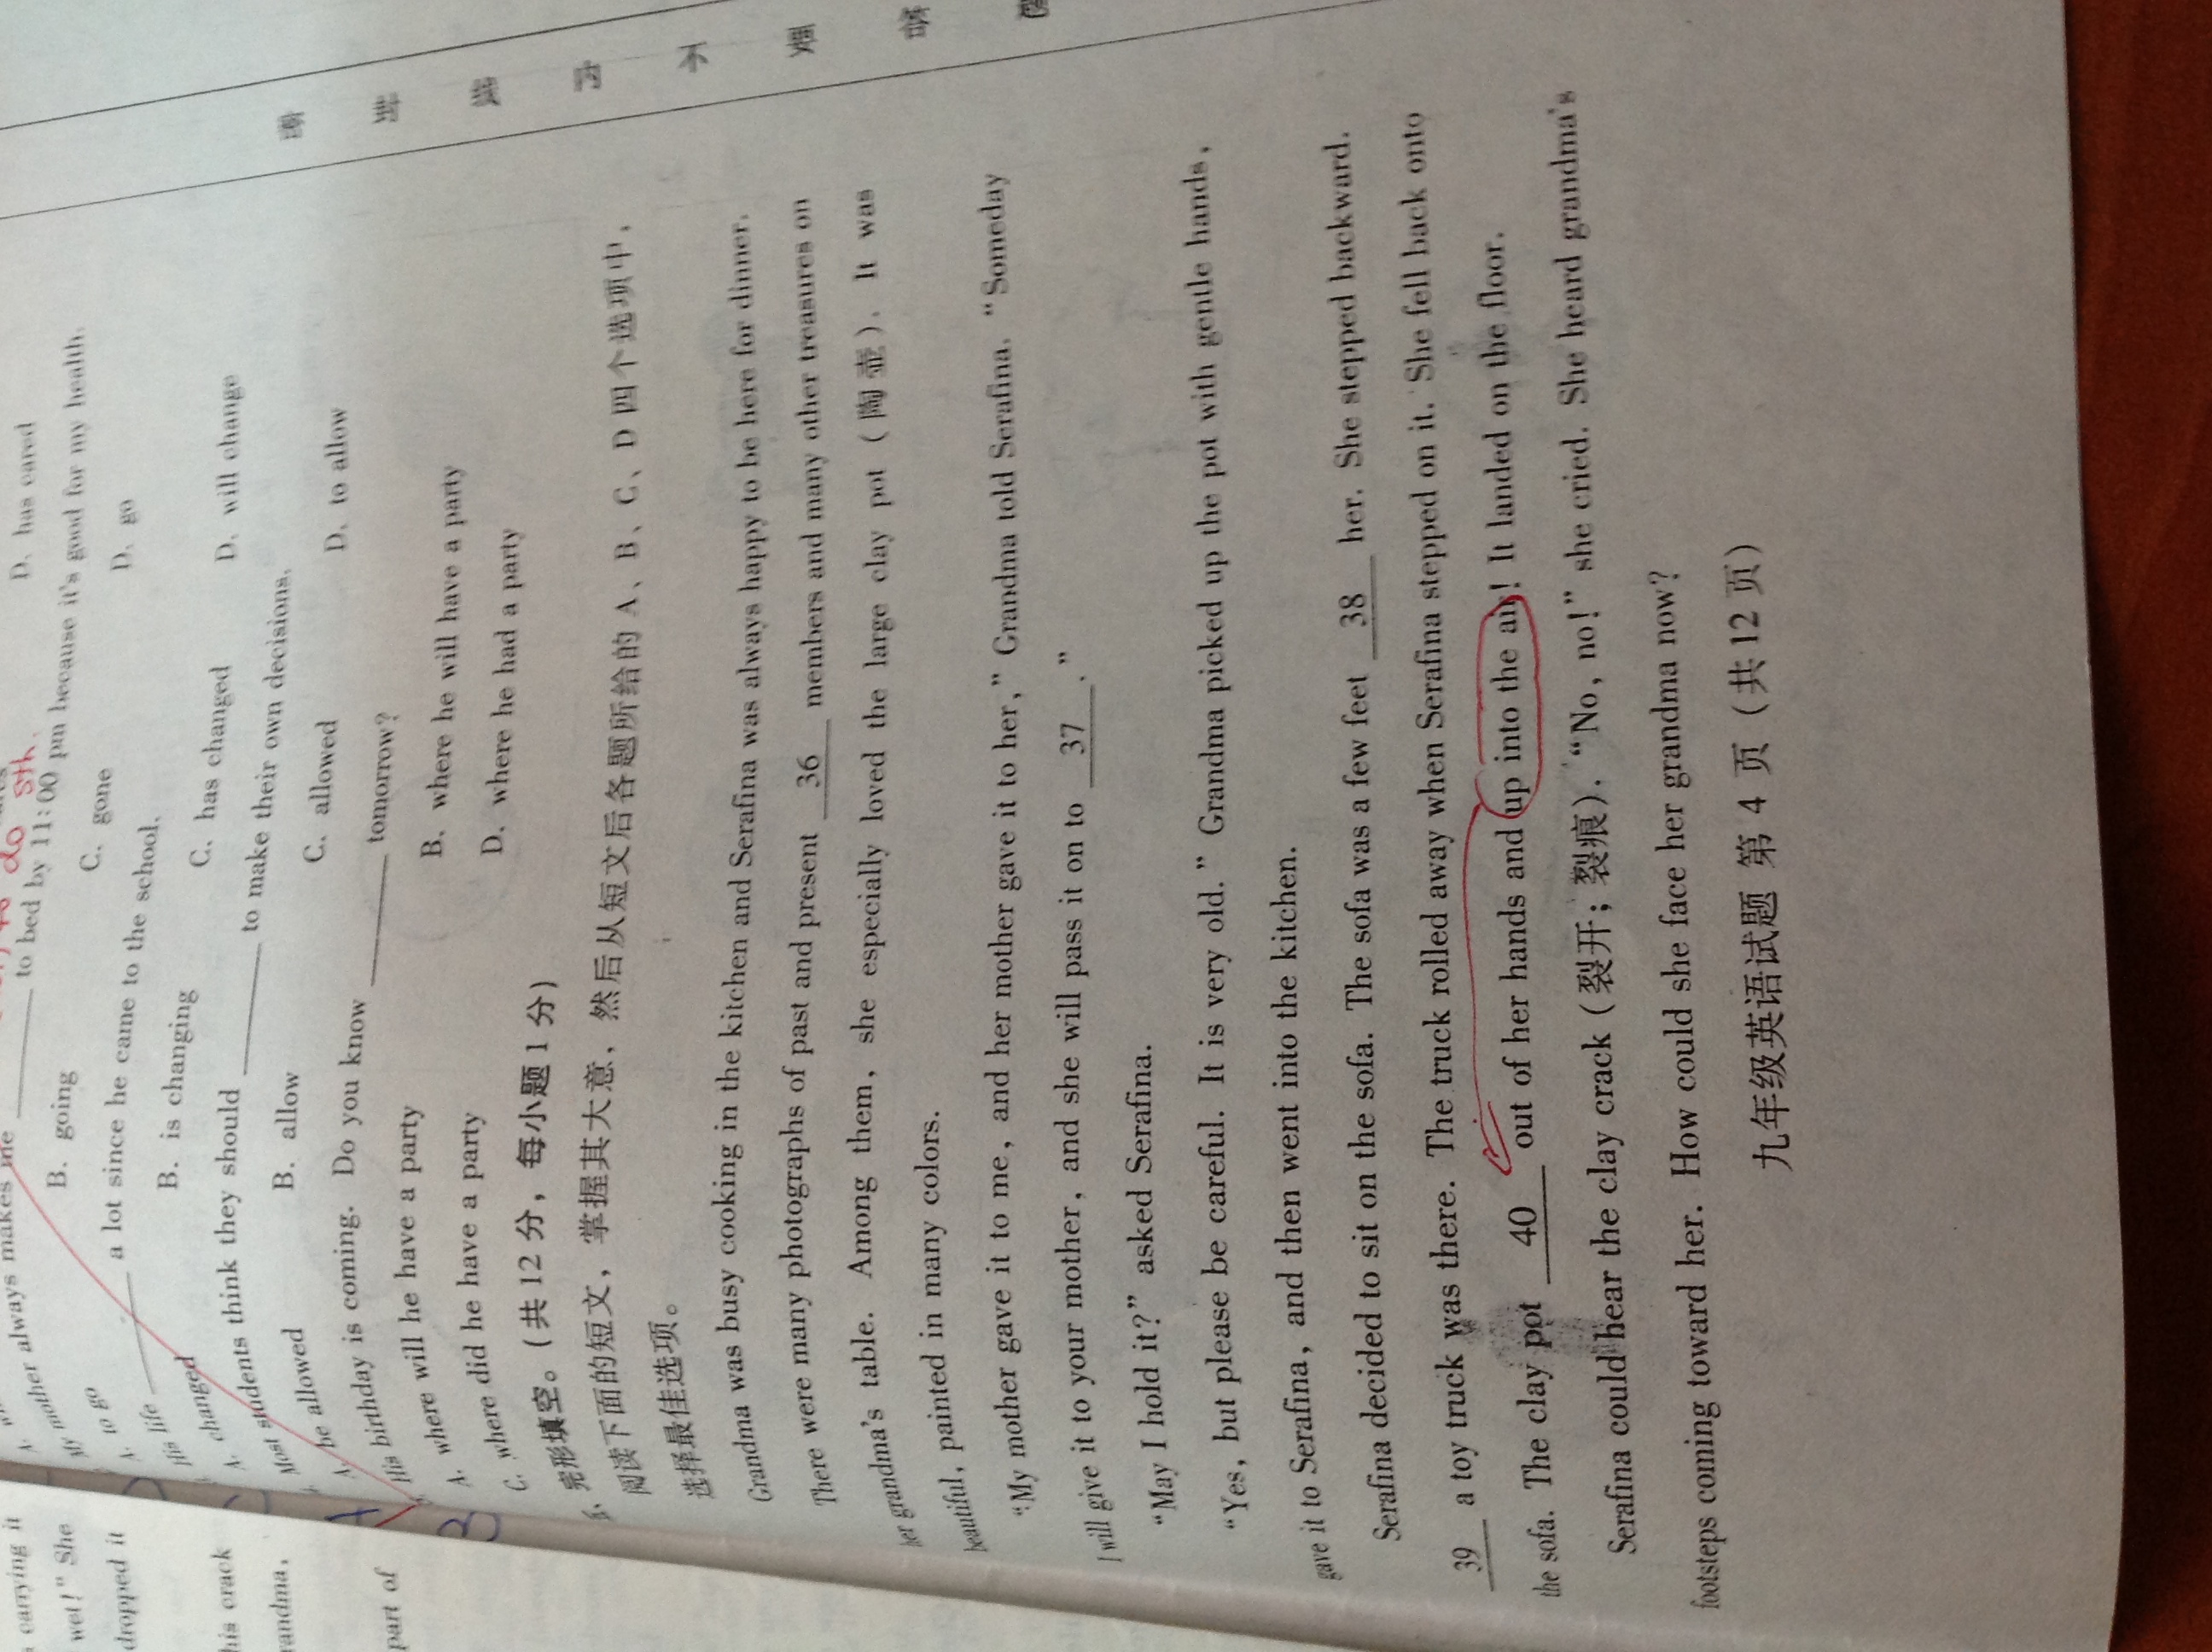 carrying it
wet!" She
dropped it
his crack
randma,
part of
to do sth.
D. has cared
My mother always makes me ______ to bed by 11:00 pm because it's good for my health.
A. to go B. going C. gone D. go
His life ______ a lot since he came to the school.
A. changed B. is changing C. has changed D. will change
Most students think they should ______ to make their own decisions.
A. be allowed B. allow C. allowed D. to allow
His birthday is coming. Do you know ______ tomorrow?
A. where will he have a party B. where he will have a party
C. where did he have a party D. where he had a party
完形填空。(共 12 分，每小题 1 分)
阅读下面的短文，掌握其大意，然后从短文后各题所给的 A、B、C、D 四个选项中，
选择最佳选项。
Grandma was busy cooking in the kitchen and Serafina was always happy to be here for dinner.
There were many photographs of past and present 36 members and many other treasures on
her grandma's table. Among them, she especially loved the large clay pot (陶壶). It was
beautiful, painted in many colors.
"My mother gave it to me, and her mother gave it to her," Grandma told Serafina. "Someday
I will give it to your mother, and she will pass it on to 37 ."
"May I hold it?" asked Serafina.
"Yes, but please be careful. It is very old." Grandma picked up the pot with gentle hands,
gave it to Serafina, and then went into the kitchen.
Serafina decided to sit on the sofa. The sofa was a few feet 38 her. She stepped backward.
39 a toy truck was there. The truck rolled away when Serafina stepped on it. She fell back onto
the sofa. The clay pot 40 out of her hands and up into the air! It landed on the floor.
Serafina could hear the clay crack (裂开；裂痕). "No, no!" she cried. She heard grandma's
footsteps coming toward her. How could she face her grandma now?
九年级英语试题 第 4 页 (共 12 页)